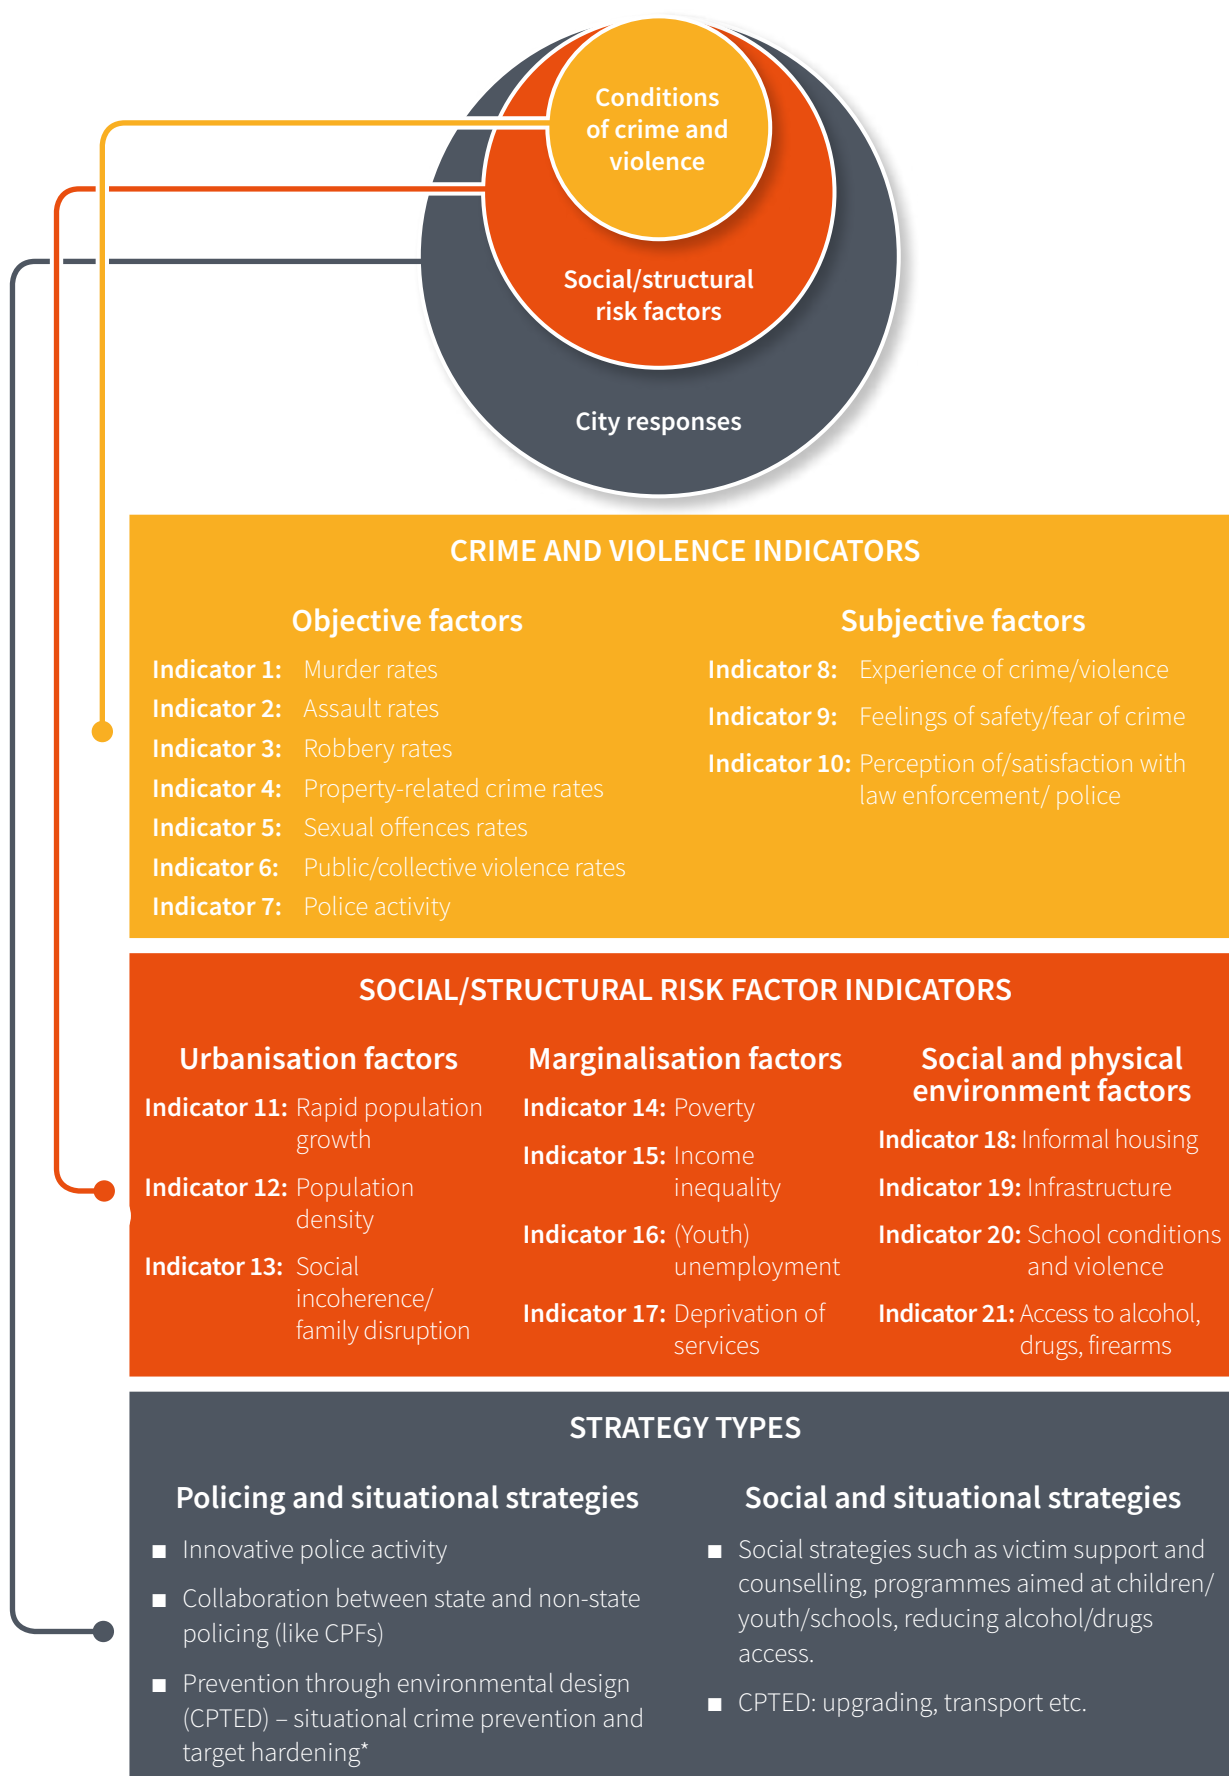 Conditions
of crime and
violence
Social/structural
risk factors
City responses
CRIME AND VIOLENCE INDICATORS
Objective factors
Indicator 1: Murder rates
Indicator 2: Assault rates
Indicator 3: Robbery rates
Indicator 4: Property-related crime rates
Indicator 5: Sexual offences rates
Indicator 6: Public/collective violence rates
Indicator 7: Police activity
Subjective factors
Indicator 8: Experience of crime/violence
Indicator 9: Feelings of safety/fear of crime
Indicator 10: Perception of/satisfaction with
law enforcement/ police
SOCIAL/STRUCTURAL RISK FACTOR INDICATORS
Urbanisation factors
Indicator 11: Rapid population
growth
Indicator 12: Population
density
Indicator 13: Social
incoherence/
family disruption
Marginalisation factors
Indicator 14: Poverty
Indicator 15: Income
inequality
Indicator 16: (Youth)
unemployment
Indicator 17: Deprivation of
services
Social and physical
environment factors
Indicator 18: Informal housing
Indicator 19: Infrastructure
Indicator 20: School conditions
and violence
Indicator 21: Access to alcohol,
drugs, firearms
STRATEGY TYPES
Policing and situational strategies
■ Innovative police activity
■ Collaboration between state and non-state
policing (like CPFs)
■ Prevention through environmental design
(CPTED) – situational crime prevention and
target hardening*
Social and situational strategies
■ Social strategies such as victim support and
counselling, programmes aimed at children/
youth/schools, reducing alcohol/drugs
access.
■ CPTED: upgrading, transport etc.